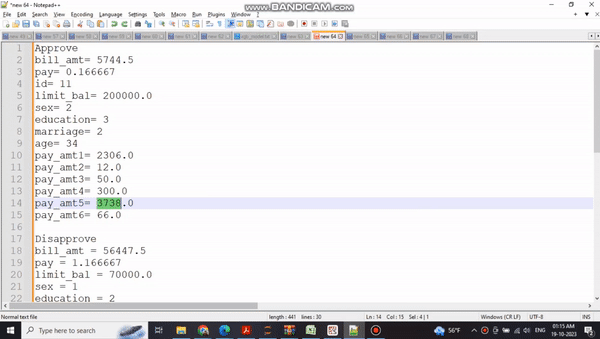 *new 64 - Notepad++
WWW.BANDICAM.COM
File Edit Search View Encoding Language Settings Tools Macro Run Plugins Window ?
new 64
1 Approve
2 bill_amt= 5744.5
3 pay= 0.166667
4 id= 11
5 limit_bal= 200000.0
6 sex= 2
7 education= 3
8 marriage= 2
9 age= 34
10 pay_amt1= 2306.0
11 pay_amt2= 12.0
12 pay_amt3= 50.0
13 pay_amt4= 300.0
14 pay_amt5= 3738.0
15 pay_amt6= 66.0
16
17 Disapprove
18 bill_amt = 56447.5
19 pay = 1.166667
20 limit_bal = 70000.0
21 sex = 1
22 education = 2
Normal text file length : 441 lines : 30 Ln : 14 Col : 15 Sel : 4 | 1 Windows (CR LF) UTF-8 INS
Type here to search 56°F ENG 01:15 AM
19-10-2023